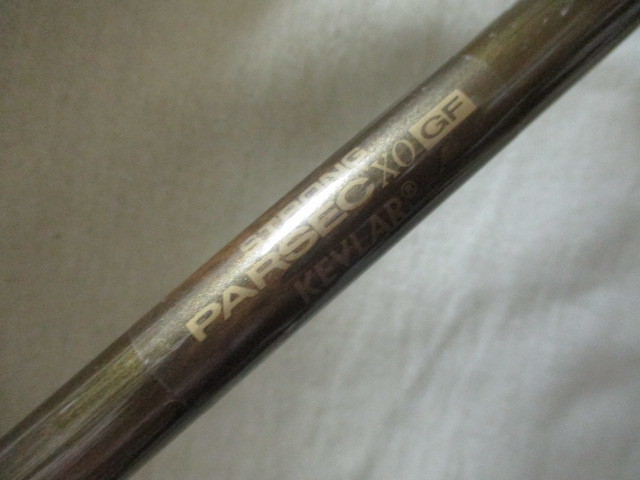 STRONG
PARSEC XO GF
KEVLAR®